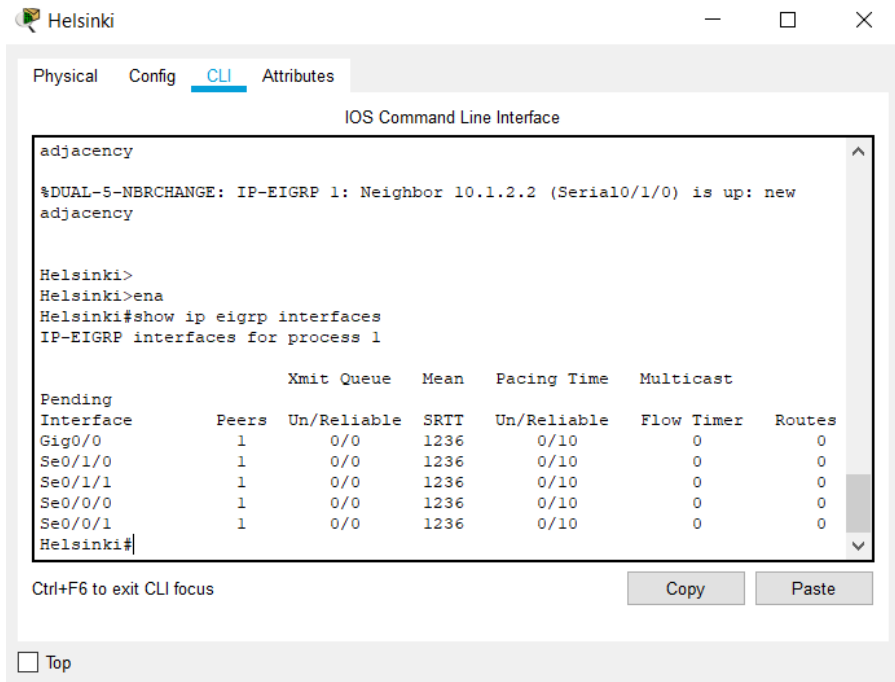 Helsinki
Physical Config CLI Attributes
IOS Command Line Interface
adjacency
%DUAL-5-NBRCHANGE: IP-EIGRP 1: Neighbor 10.1.2.2 (Serial0/1/0) is up: new
adjacency
Helsinki>
Helsinki>ena
Helsinki#show ip eigrp interfaces
IP-EIGRP interfaces for process 1
Xmit Queue Mean Pacing Time Multicast
Pending
Interface Peers Un/Reliable SRTT Un/Reliable Flow Timer Routes
Gig0/0 1 0/0 1236 0/10 0 0
Se0/1/0 1 0/0 1236 0/10 0 0
Se0/1/1 1 0/0 1236 0/10 0 0
Se0/0/0 1 0/0 1236 0/10 0 0
Se0/0/1 1 0/0 1236 0/10 0 0
Helsinki#
Ctrl+F6 to exit CLI focus Copy Paste
Top